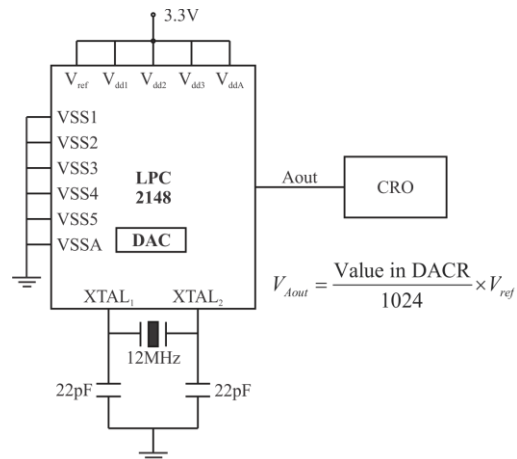 3.3V
V_ref V_dd1 V_dd2 V_dd3 V_ddA
VSS1
VSS2
VSS3
VSS4
VSS5
VSSA
LPC
2148
DAC
Aout
CRO
V_Aout = Value in DACR / 1024 × V_ref
XTAL₁ XTAL₂
12MHz
22pF 22pF